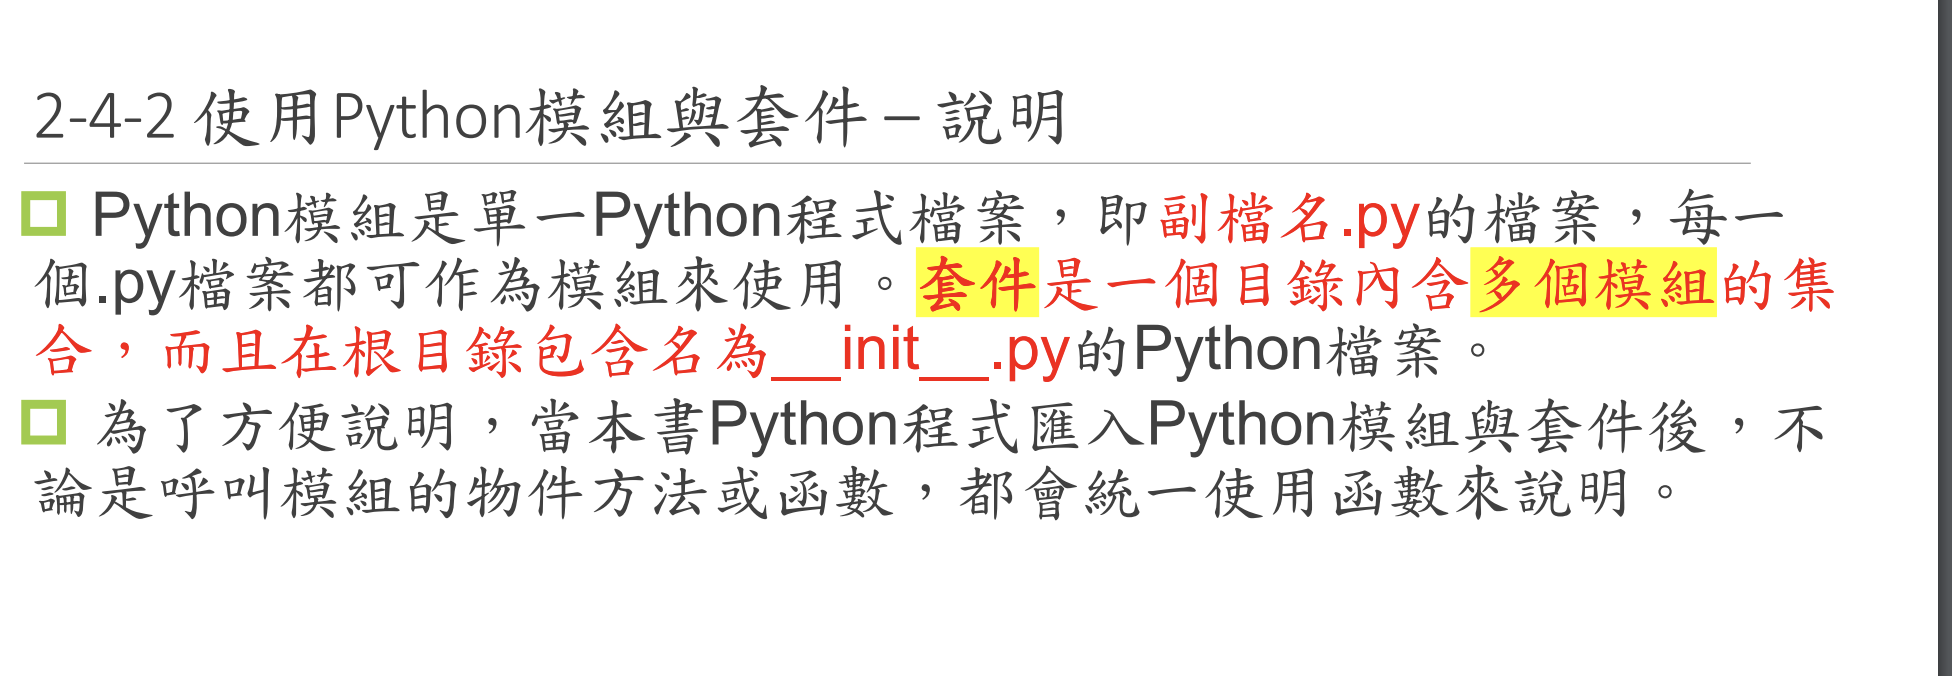 2-4-2 使用Python模組與套件 – 說明
Python模組是單一Python程式檔案，即副檔名.py的檔案，每一
個.py檔案都可作為模組來使用。套件是一個目錄內含多個模組的集
合，而且在根目錄包含名為__init__.py的Python檔案。
為了方便說明，當本書Python程式匯入Python模組與套件後，不
論是呼叫模組的物件方法或函數，都會統一使用函數來說明。